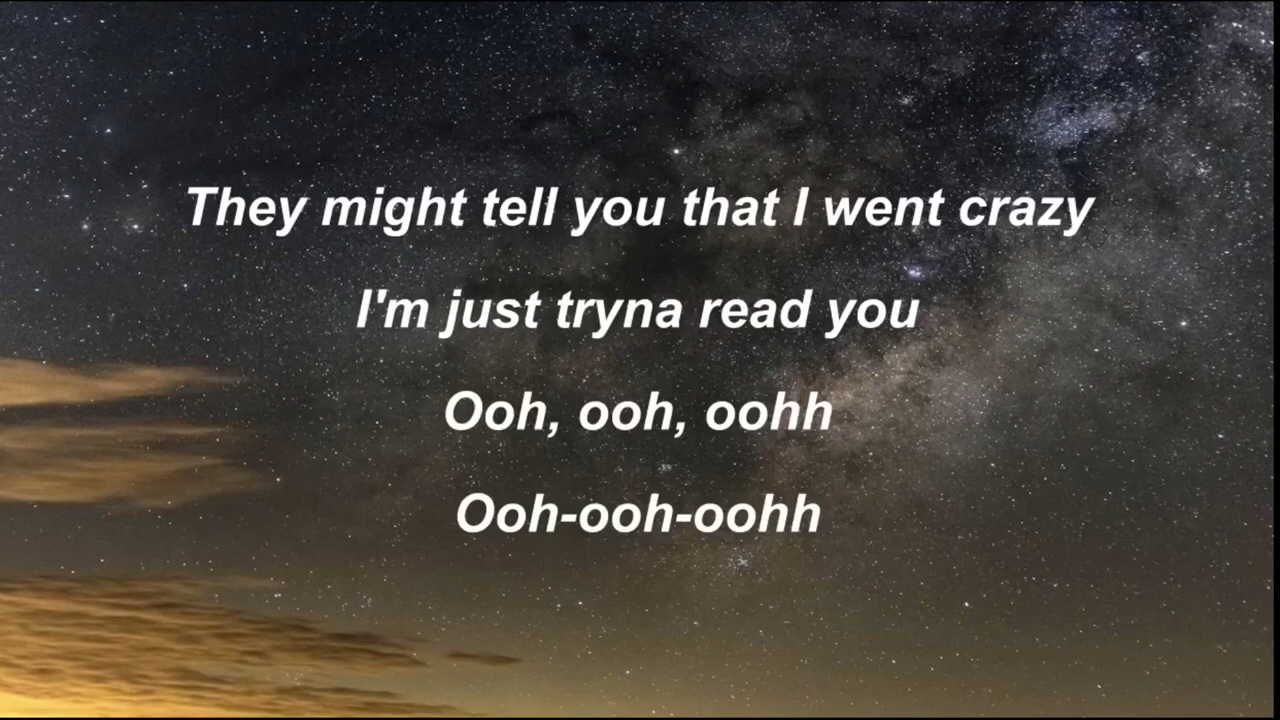 They might tell you that I went crazy
I'm just tryna read you
Ooh, ooh, oohh
Ooh-ooh-oohh